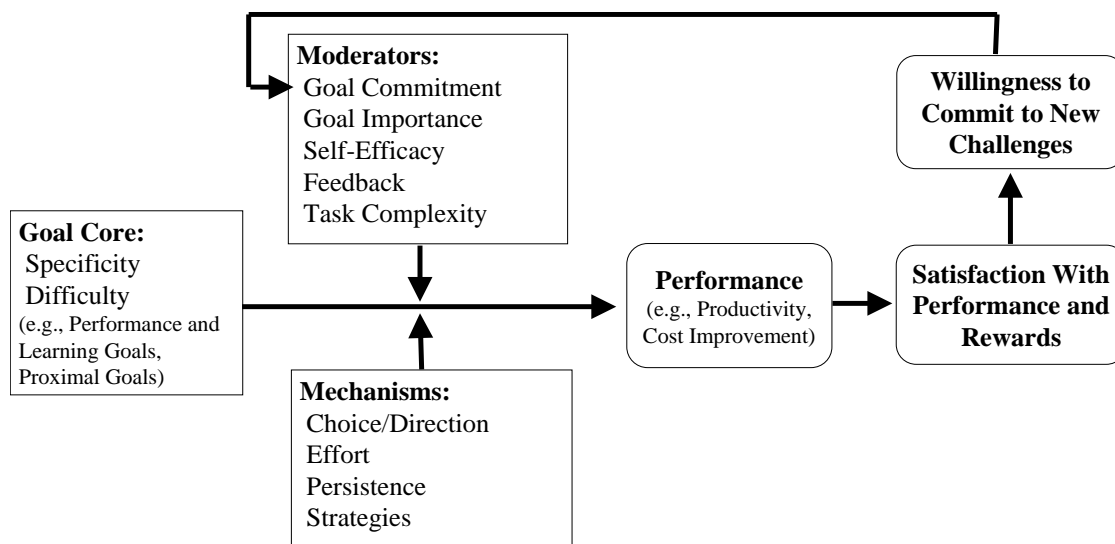 Moderators:
Goal Commitment
Goal Importance
Self-Efficacy
Feedback
Task Complexity
Willingness to
Commit to New
Challenges
Goal Core:
Specificity
Difficulty
(e.g., Performance and
Learning Goals,
Proximal Goals)
Performance
(e.g., Productivity,
Cost Improvement)
Satisfaction With
Performance and
Rewards
Mechanisms:
Choice/Direction
Effort
Persistence
Strategies